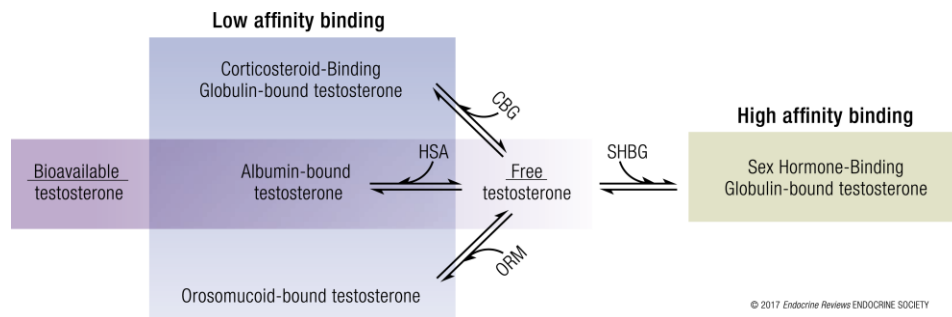 Low affinity binding
Corticosteroid-Binding
Globulin-bound testosterone
CBG
High affinity binding
Bioavailable
testosterone
Albumin-bound
testosterone
HSA
Free
testosterone
SHBG
Sex Hormone-Binding
Globulin-bound testosterone
ORM
Orosomucoid-bound testosterone
© 2017 Endocrine Reviews ENDOCRINE SOCIETY